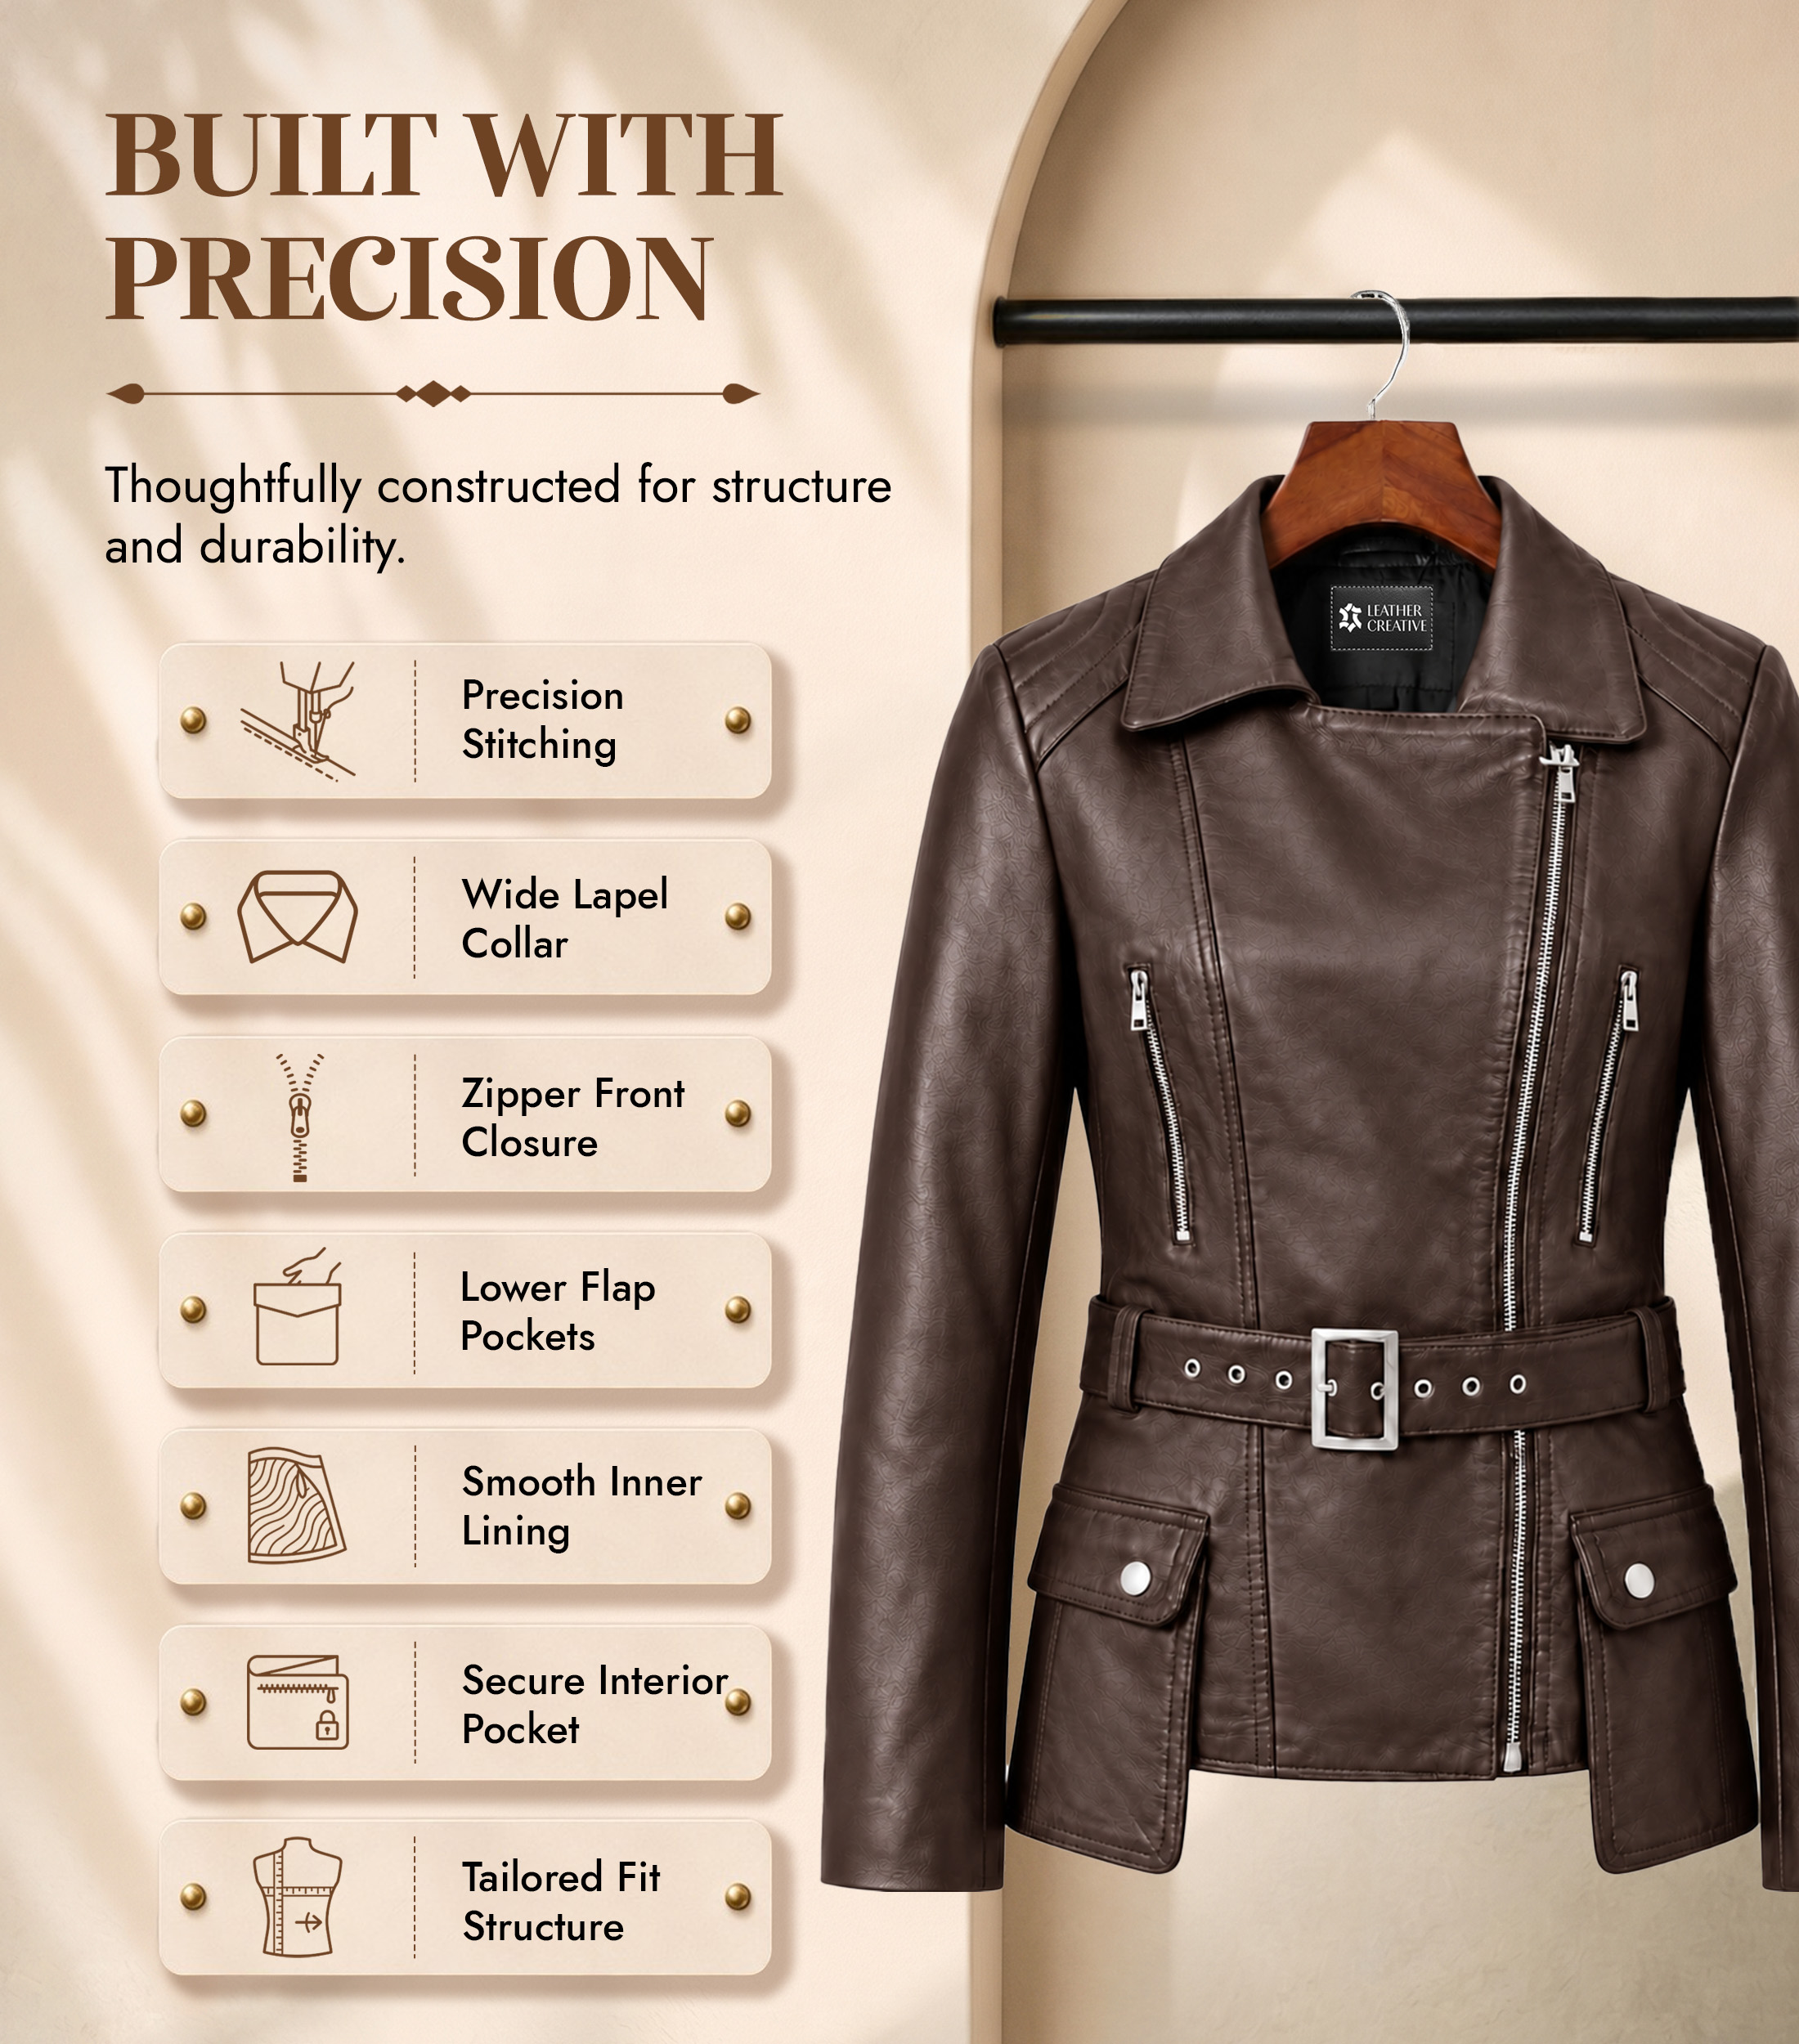 BUILT WITH
PRECISION
Thoughtfully constructed for structure
and durability.
Precision
Stitching
Wide Lapel
Collar
Zipper Front
Closure
Lower Flap
Pockets
Smooth Inner
Lining
Secure Interior
Pocket
Tailored Fit
Structure
LEATHER
CREATIVE